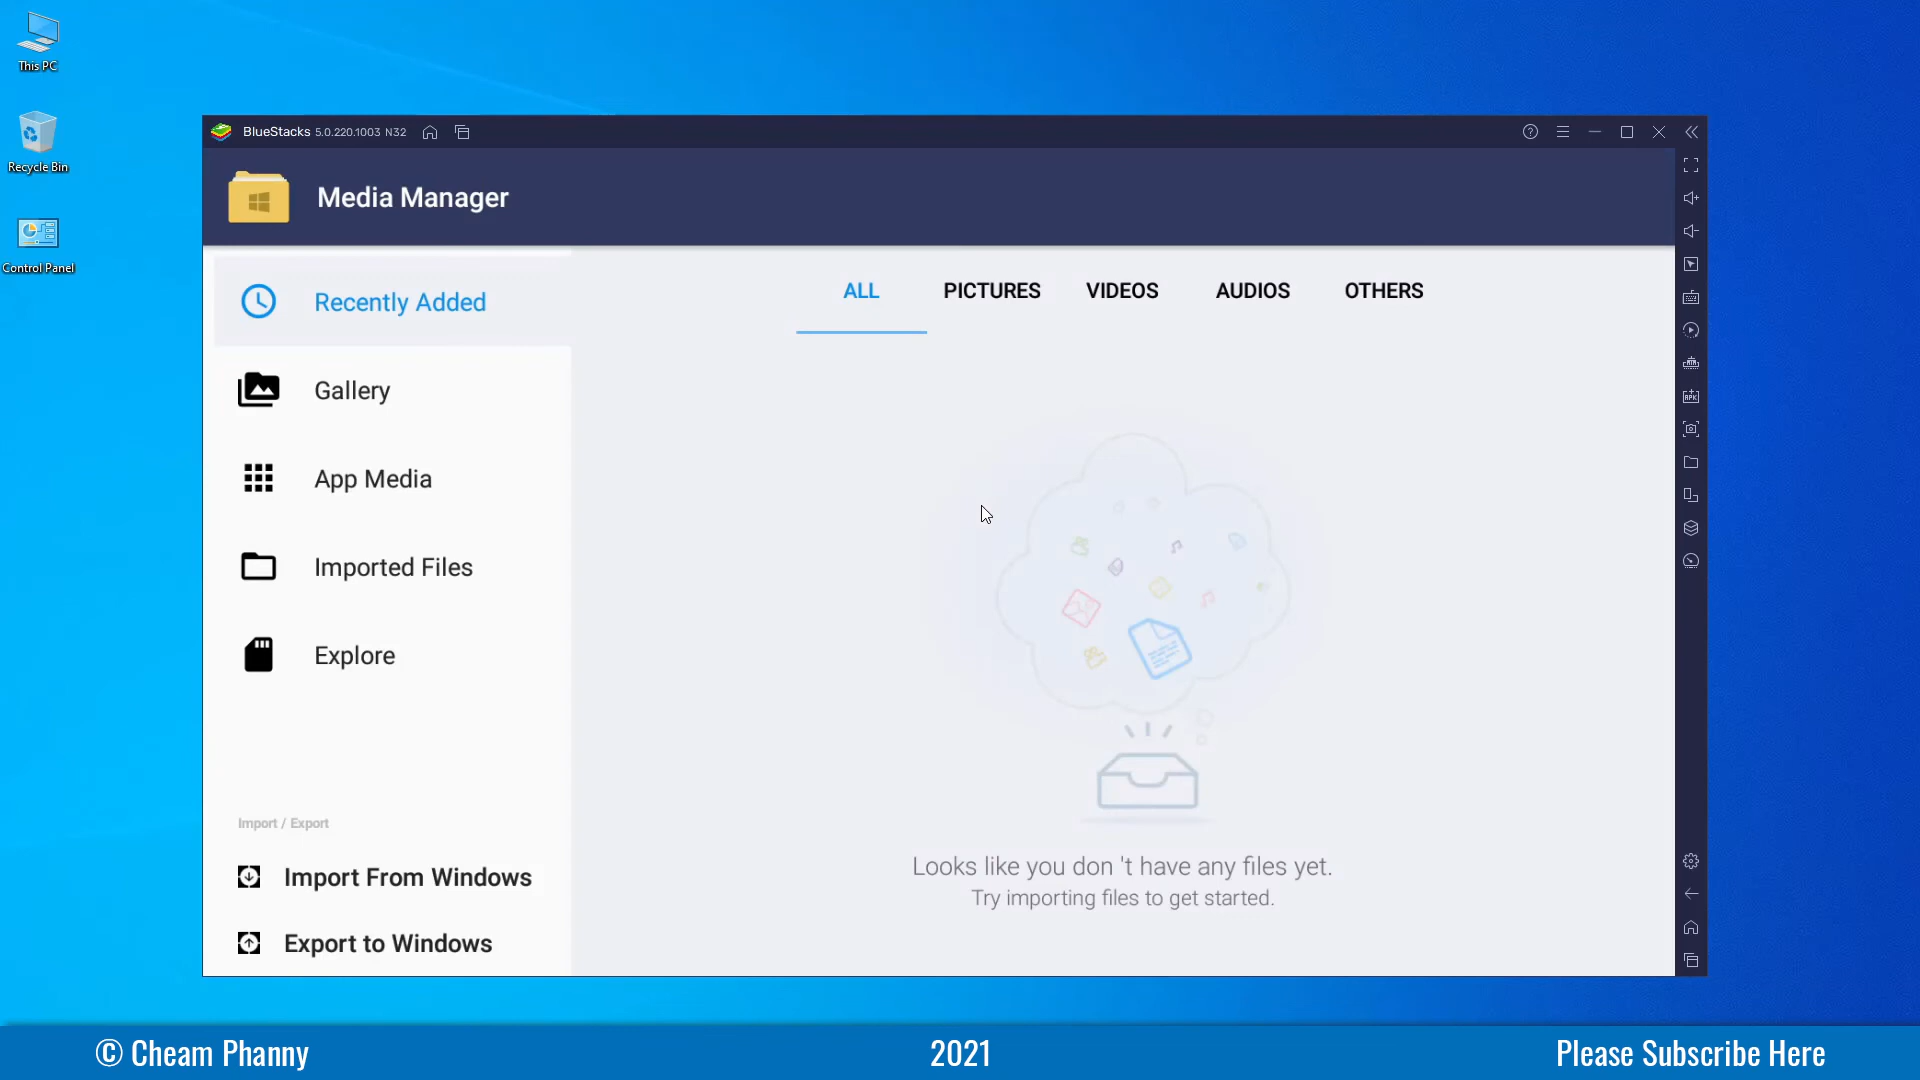 This PC
Recycle Bin
Control Panel
BlueStacks 5.0.220.1003 N32
Media Manager
Recently Added
Gallery
App Media
Imported Files
Explore
Import / Export
Import From Windows
Export to Windows
ALL PICTURES VIDEOS AUDIOS OTHERS
Looks like you don 't have any files yet.
Try importing files to get started.
© Cheam Phanny
2021
Please Subscribe Here